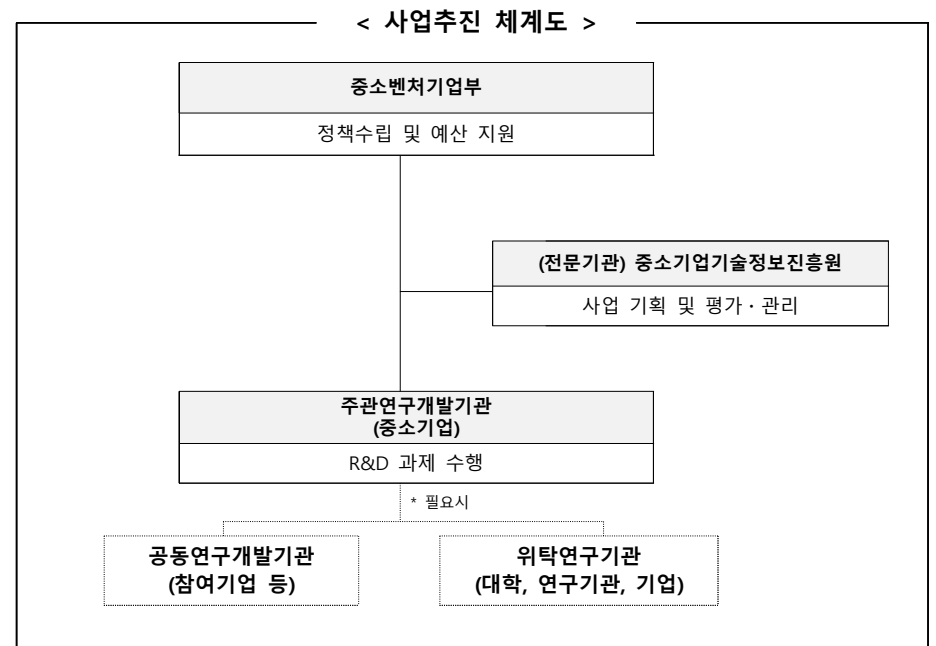 < 사업추진 체계도 >
중소벤처기업부
정책수립 및 예산 지원
(전문기관) 중소기업기술정보진흥원
사업 기획 및 평가・관리
주관연구개발기관
(중소기업)
R&D 과제 수행
* 필요시
공동연구개발기관
(참여기업 등)
위탁연구기관
(대학, 연구기관, 기업)